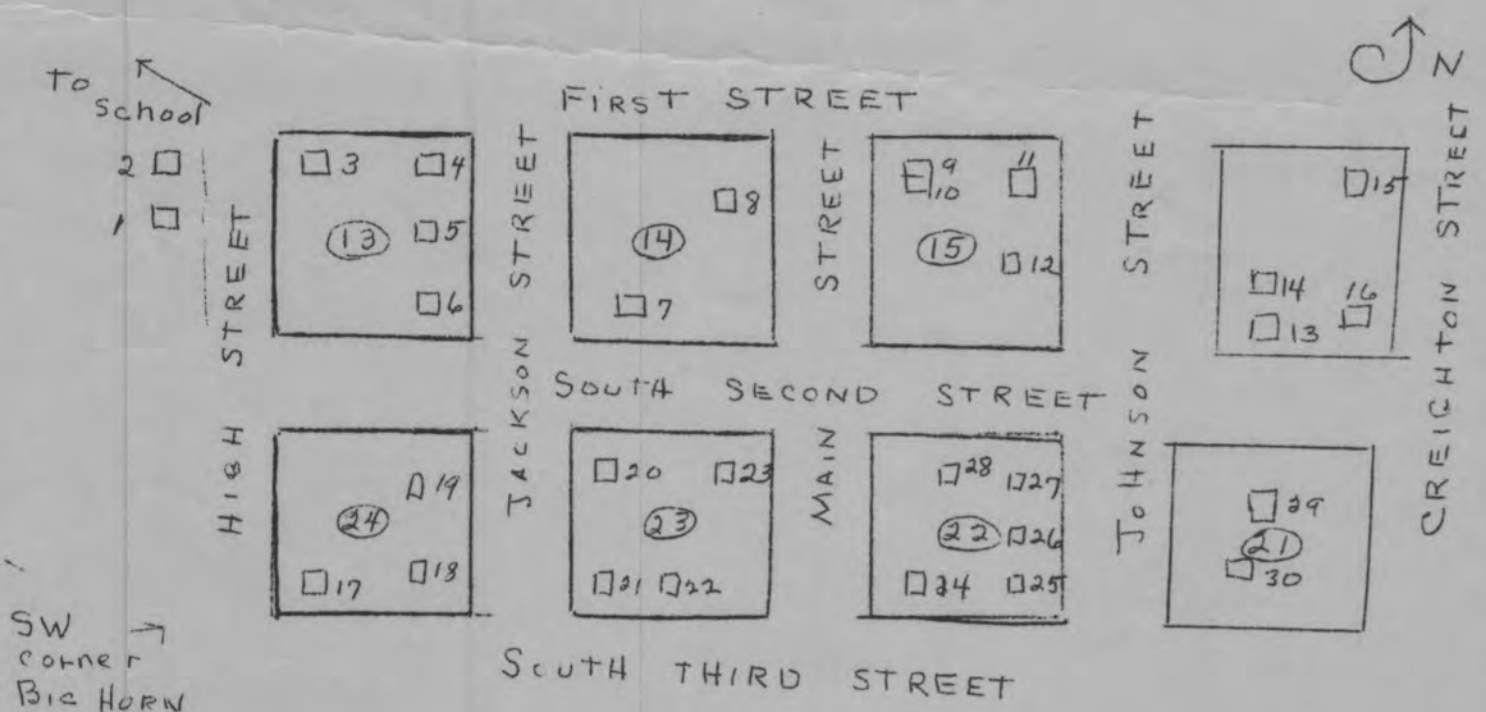 N
To
School
FIRST STREET
2
1
3
4
(13)
5
6
HIGH STREET
JACKSON STREET
8
(14)
7
MAIN STREET
9
10
11
(15)
12
JOHNSON STREET
15
14
16
13
CREIGHTON STREET
SOUTH SECOND STREET
19
(24)
17
18
20
23
(23)
21
22
28
27
(22)
26
24
25
29
(21)
30
SW
corner
BIG HORN
SOUTH THIRD STREET